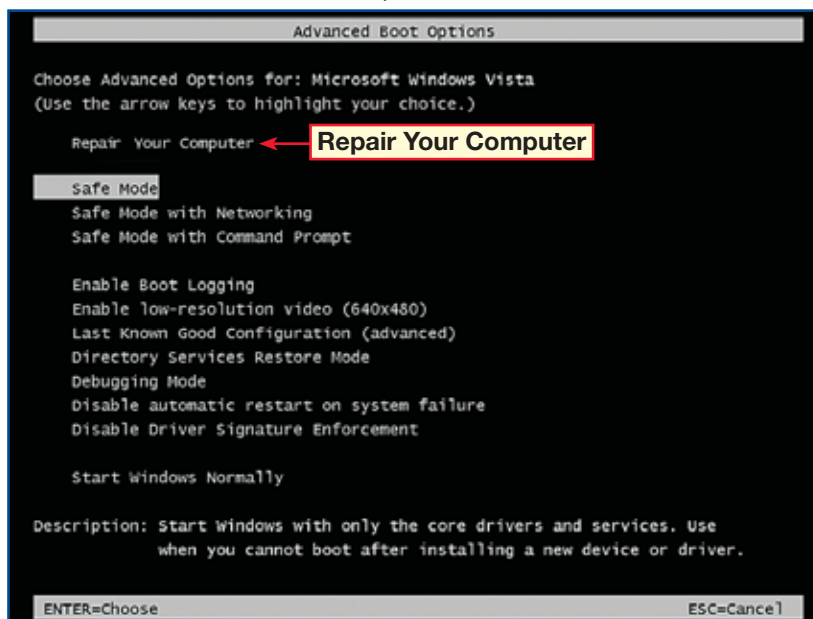 Advanced Boot Options
Choose Advanced Options for: Microsoft Windows Vista
(Use the arrow keys to highlight your choice.)
Repair Your Computer Repair Your Computer
Safe Mode
Safe Mode with Networking
Safe Mode with Command Prompt
Enable Boot Logging
Enable low-resolution video (640x480)
Last Known Good Configuration (advanced)
Directory Services Restore Mode
Debugging Mode
Disable automatic restart on system failure
Disable Driver Signature Enforcement
Start Windows Normally
Description: Start Windows with only the core drivers and services. Use
when you cannot boot after installing a new device or driver.
ENTER=Choose ESC=Cancel